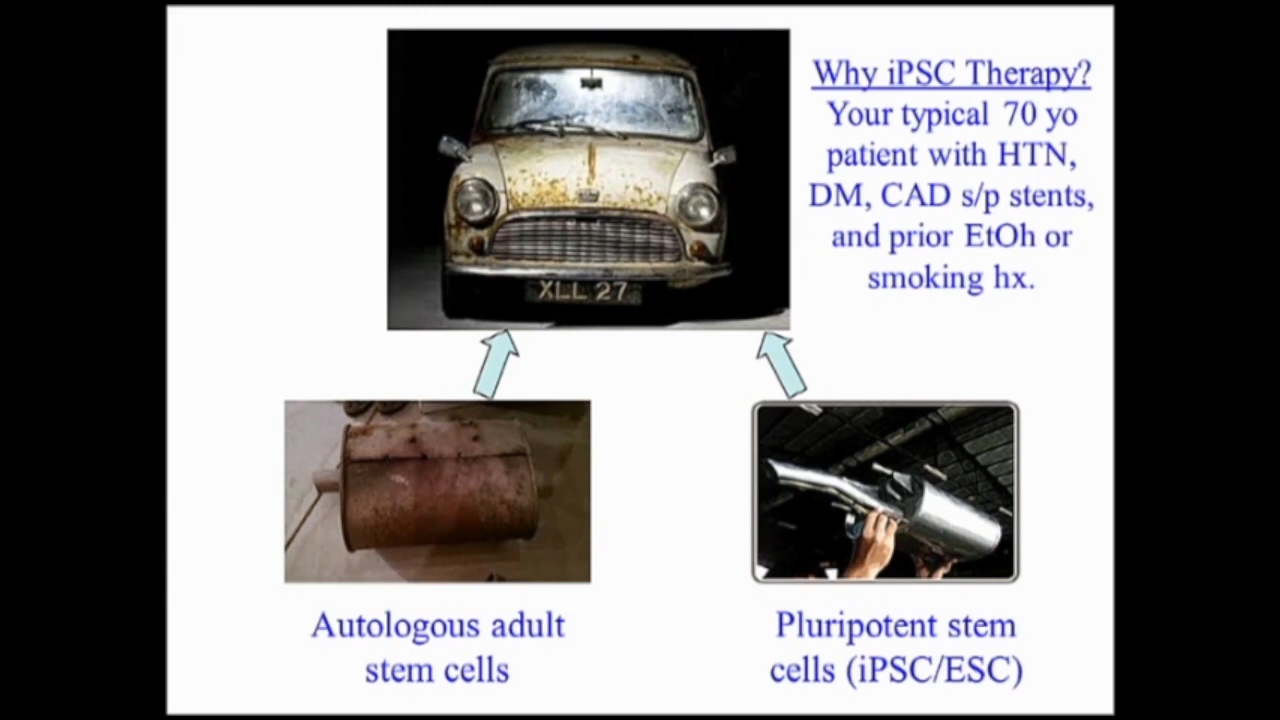 Why iPSC Therapy?
Your typical 70 yo
patient with HTN,
DM, CAD s/p stents,
and prior EtOh or
smoking hx.
XLL 27
Autologous adult
stem cells
Pluripotent stem
cells (iPSC/ESC)